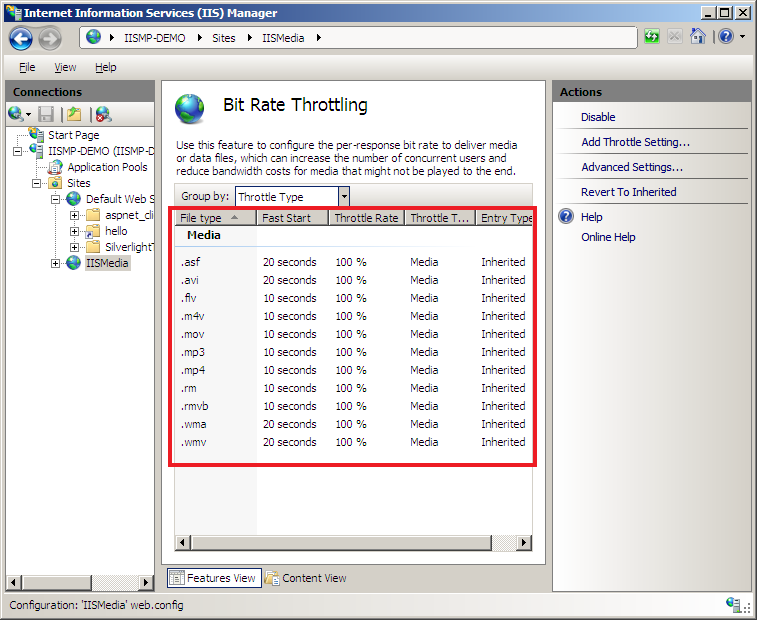 Internet Information Services (IIS) Manager
IISMP-DEMO Sites IISMedia
File View Help
Connections
Start Page
IISMP-DEMO (IISMP-D
Application Pools
Sites
Default Web S
aspnet_cli
hello
Silverlight
IISMedia
Bit Rate Throttling
Use this feature to configure the per-response bit rate to deliver media
or data files, which can increase the number of concurrent users and
reduce bandwidth costs for media that might not be played to the end.
Group by: Throttle Type
File type Fast Start Throttle Rate Throttle T... Entry Type
Media
.asf 20 seconds 100 % Media Inherited
.avi 20 seconds 100 % Media Inherited
.flv 10 seconds 100 % Media Inherited
.m4v 10 seconds 100 % Media Inherited
.mov 10 seconds 100 % Media Inherited
.mp3 10 seconds 100 % Media Inherited
.mp4 10 seconds 100 % Media Inherited
.rm 10 seconds 100 % Media Inherited
.rmvb 10 seconds 100 % Media Inherited
.wma 20 seconds 100 % Media Inherited
.wmv 20 seconds 100 % Media Inherited
Features View Content View
Actions
Disable
Add Throttle Setting...
Advanced Settings...
Revert To Inherited
Help
Online Help
Configuration: 'IISMedia' web.config